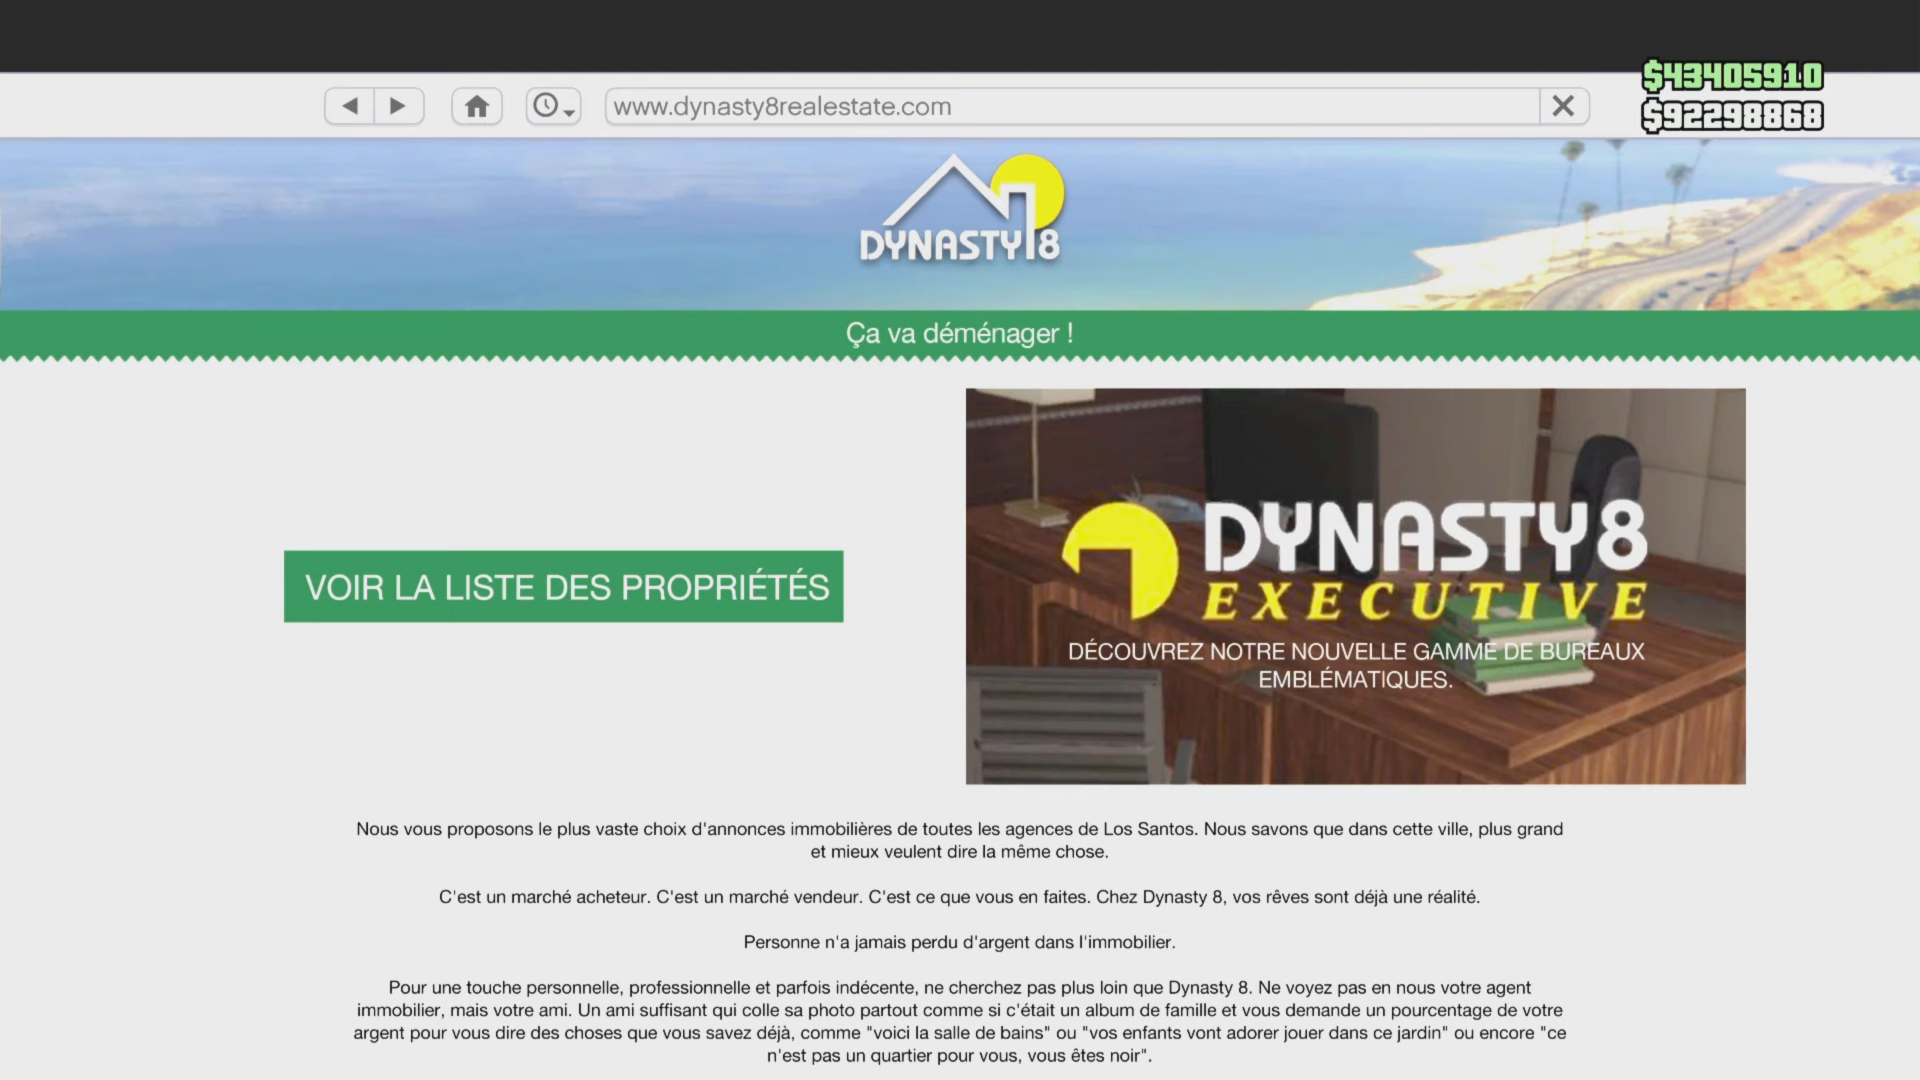 $43405910
www.dynasty8realestate.com
$92298868
DYNASTY 8
Ça va déménager !
DYNASTY8
EXECUTIVE
VOIR LA LISTE DES PROPRIÉTÉS
DÉCOUVREZ NOTRE NOUVELLE GAMME DE BUREAUX
EMBLÉMATIQUES.
Nous vous proposons le plus vaste choix d'annonces immobilières de toutes les agences de Los Santos. Nous savons que dans cette ville, plus grand
et mieux veulent dire la même chose.
C'est un marché acheteur. C'est un marché vendeur. C'est ce que vous en faites. Chez Dynasty 8, vos rêves sont déjà une réalité.
Personne n'a jamais perdu d'argent dans l'immobilier.
Pour une touche personnelle, professionnelle et parfois indécente, ne cherchez pas plus loin que Dynasty 8. Ne voyez pas en nous votre agent
immobilier, mais votre ami. Un ami suffisant qui colle sa photo partout comme si c'était un album de famille et vous demande un pourcentage de votre
argent pour vous dire des choses que vous savez déjà, comme "voici la salle de bains" ou "vos enfants vont adorer jouer dans ce jardin" ou encore "ce
n'est pas un quartier pour vous, vous êtes noir".